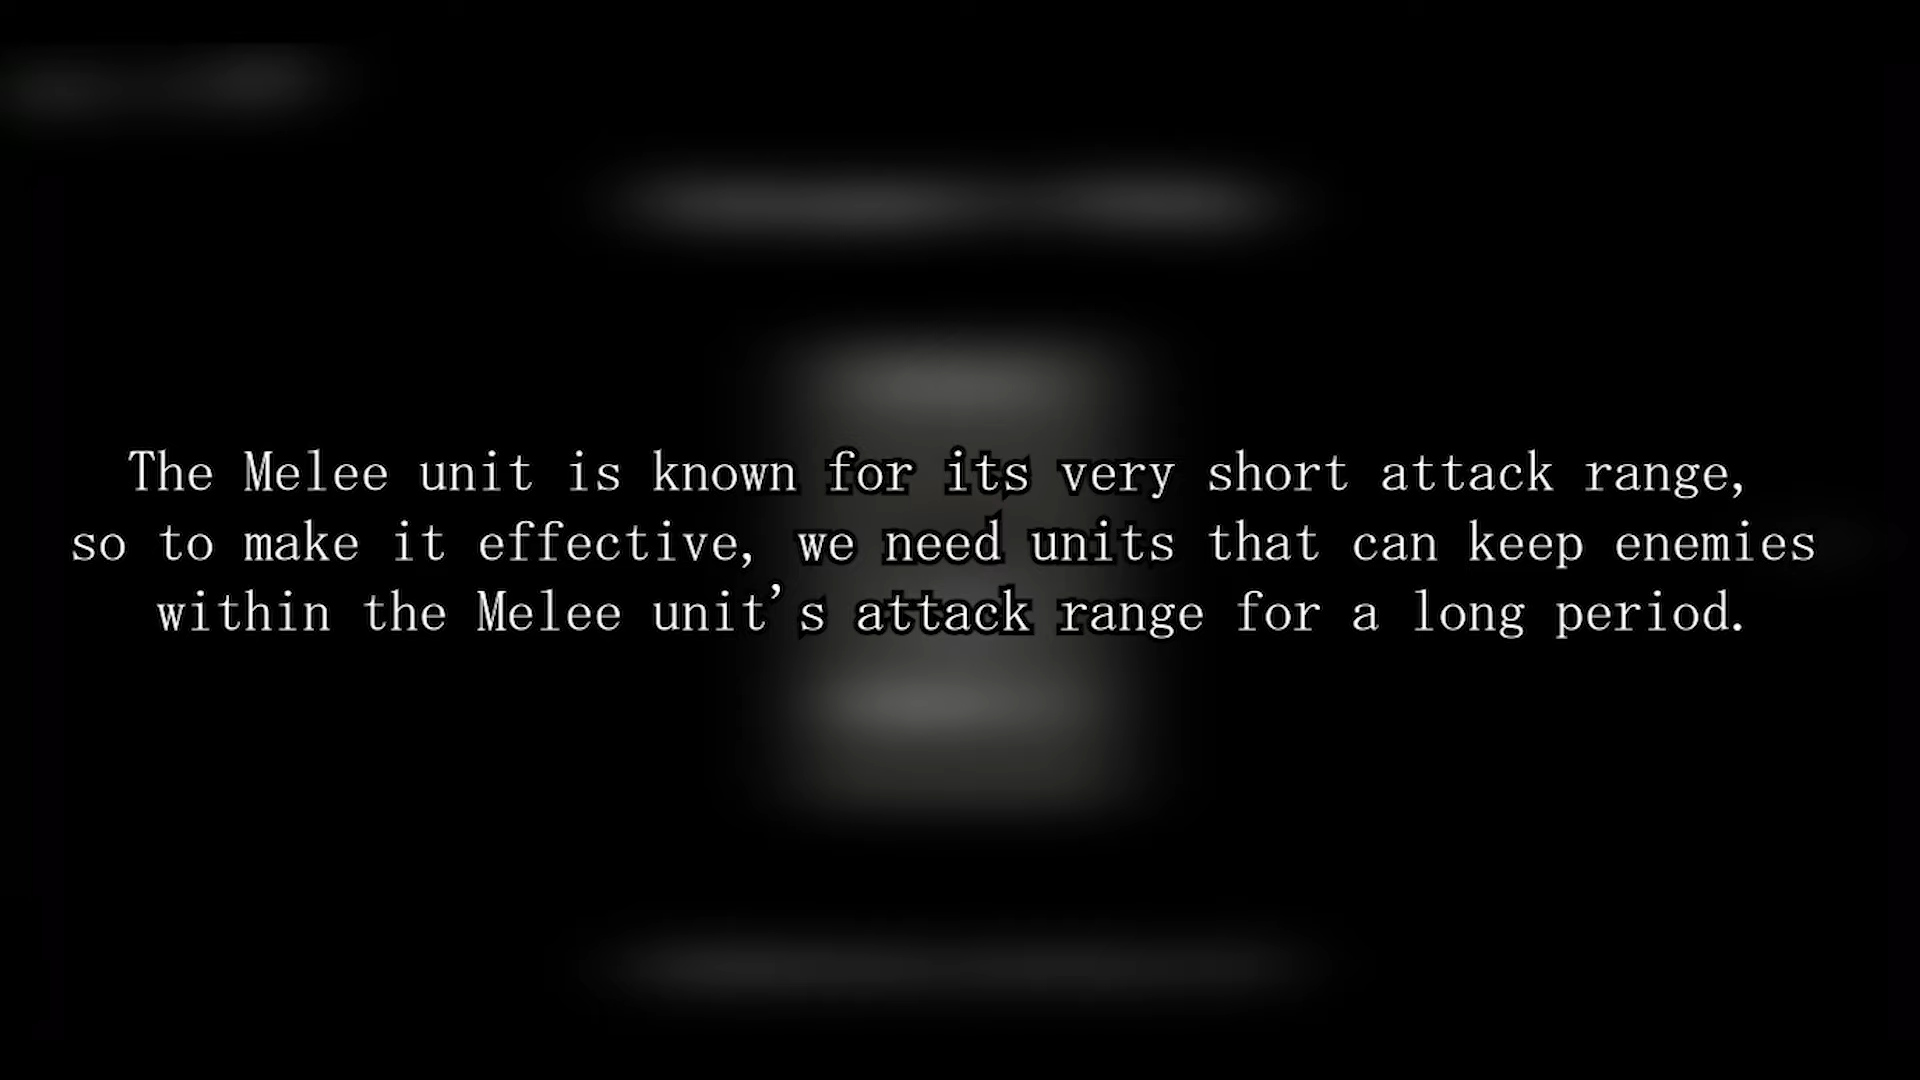 The Melee unit is known for its very short attack range,
so to make it effective, we need units that can keep enemies
within the Melee unit's attack range for a long period.